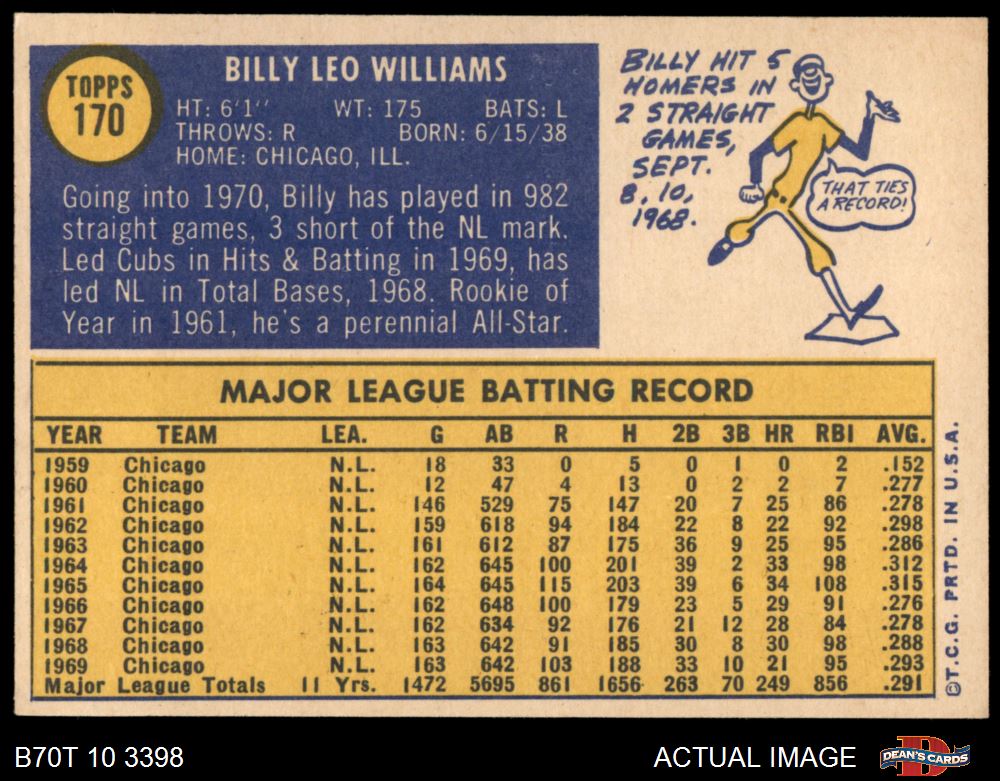 TOPPS
170
BILLY LEO WILLIAMS
HT: 6'1" WT: 175 BATS: L
THROWS: R BORN: 6/15/38
HOME: CHICAGO, ILL.
Going into 1970, Billy has played in 982
straight games, 3 short of the NL mark.
Led Cubs in Hits & Batting in 1969, has
led NL in Total Bases, 1968. Rookie of
Year in 1961, he's a perennial All-Star.
BILLY HIT 5
HOMERS IN
2 STRAIGHT
GAMES,
SEPT.
8, 10,
1968.
THAT TIES
A RECORD!
MAJOR LEAGUE BATTING RECORD
YEAR TEAM LEA. G AB R H 2B 3B HR RBI AVG.
1959 Chicago N.L. 18 33 0 5 0 1 0 2 .152
1960 Chicago N.L. 12 47 4 13 0 2 2 7 .277
1961 Chicago N.L. 146 529 75 147 20 7 25 86 .278
1962 Chicago N.L. 159 618 94 184 22 8 22 92 .298
1963 Chicago N.L. 161 612 87 175 36 9 25 95 .286
1964 Chicago N.L. 162 645 100 201 39 2 33 98 .312
1965 Chicago N.L. 164 645 115 203 39 6 34 108 .315
1966 Chicago N.L. 162 648 100 179 23 5 29 91 .276
1967 Chicago N.L. 162 634 92 176 21 12 28 84 .278
1968 Chicago N.L. 163 642 91 185 30 8 30 98 .288
1969 Chicago N.L. 163 642 103 188 33 10 21 95 .293
Major League Totals 11 Yrs. 1472 5695 861 1656 263 70 249 856 .291
©T.C.G. PRTD. IN U.S.A.
B70T 10 3398
ACTUAL IMAGE
DEAN'S CARDS